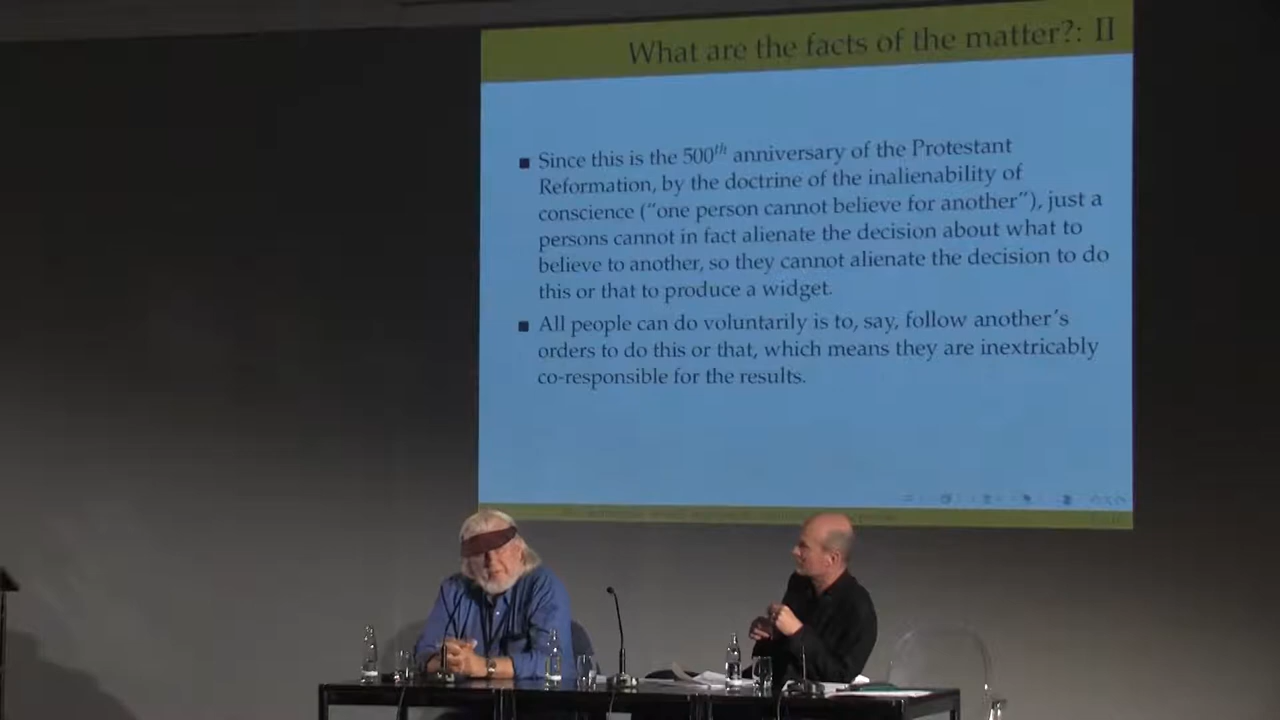 What are the facts of the matter?: II
Since this is the 500th anniversary of the Protestant
Reformation, by the doctrine of the inalienability of
conscience ("one person cannot believe for another"), just a
persons cannot in fact alienate the decision about what to
believe to another, so they cannot alienate the decision to do
this or that to produce a widget.
All people can do voluntarily is to, say, follow another's
orders to do this or that, which means they are inextricably
co-responsible for the results.